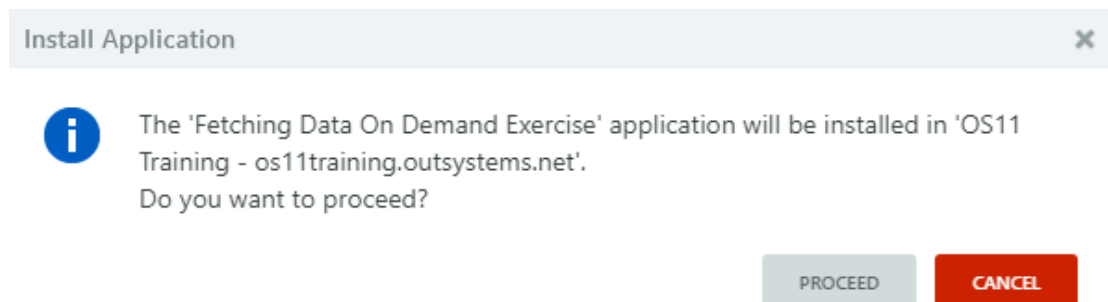 Install Application
The 'Fetching Data On Demand Exercise' application will be installed in 'OS11
Training - os11training.outsystems.net'.
Do you want to proceed?
PROCEED
CANCEL